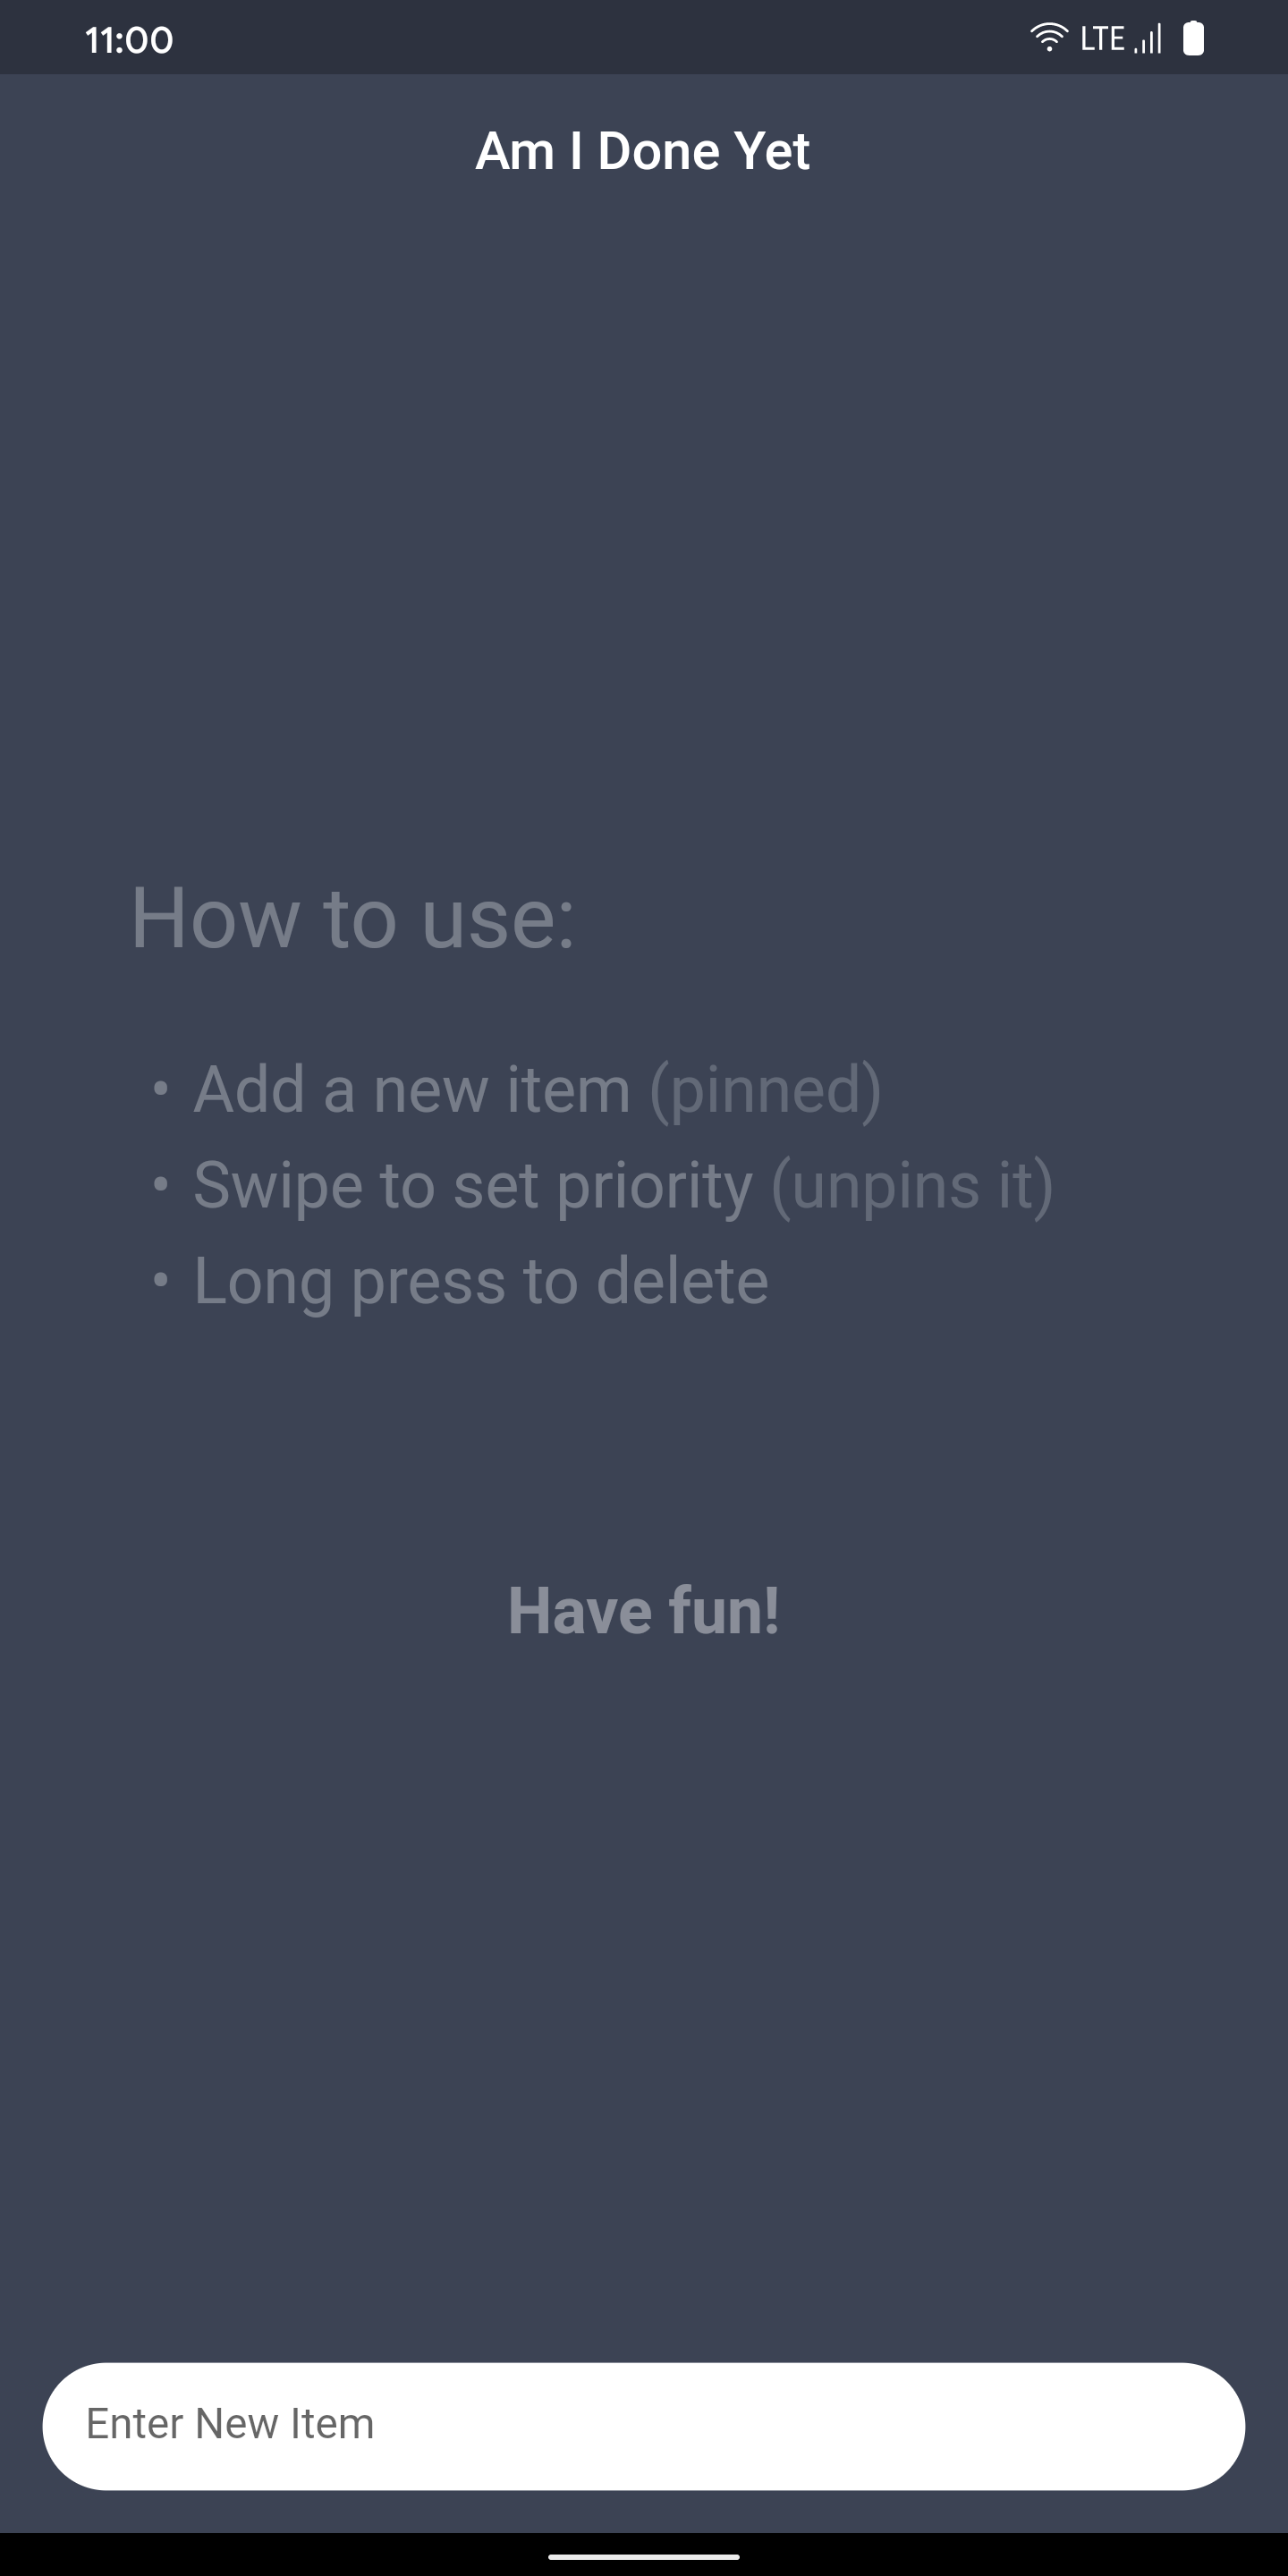 11:00 LTE
Am I Done Yet
How to use:
• Add a new item (pinned)
• Swipe to set priority (unpins it)
• Long press to delete
Have fun!
Enter New Item